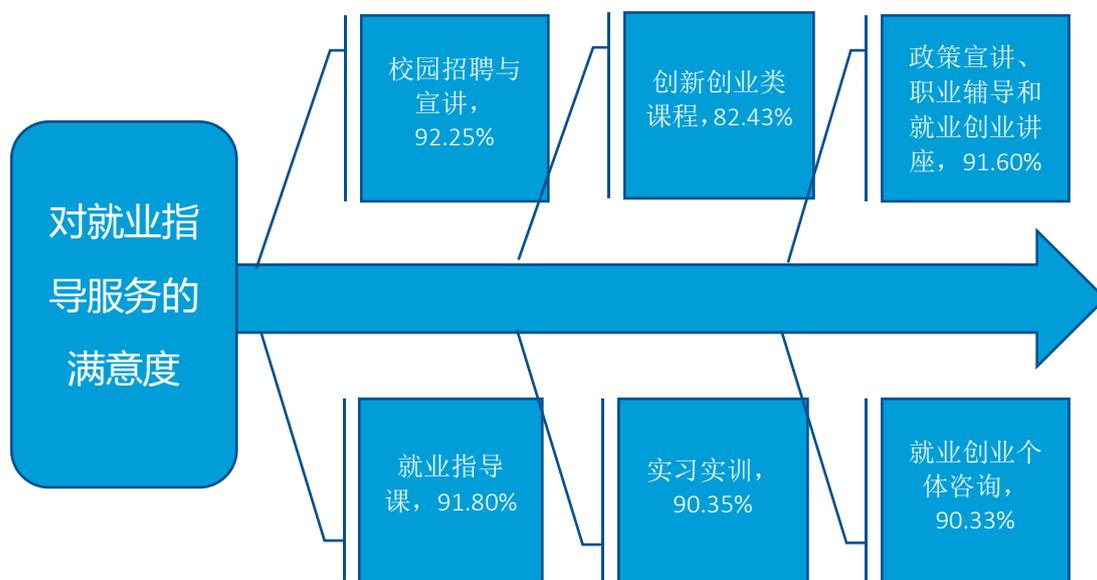 对就业指
导服务的
满意度
校园招聘与
宣讲，
92.25%
创新创业类
课程，82.43%
政策宣讲、
职业辅导和
就业创业讲
座，91.60%
就业指导
课，91.80%
实习实训，
90.35%
就业创业个
体咨询，
90.33%